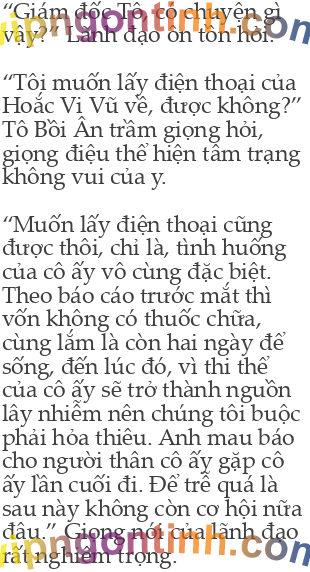 “Giám đốc Tô, có chuyện gì
vậy?” Lãnh đạo ôn tồn hỏi.
“Tôi muốn lấy điện thoại của
Hoắc Vi Vũ về, được không?”
Tô Bồi Ân trầm giọng hỏi,
giọng điệu thể hiện tâm trạng
không vui của y.
“Muốn lấy điện thoại cũng
được thôi, chỉ là, tình huống
của cô ấy vô cùng đặc biệt.
Theo báo cáo trước mắt thì
vốn không có thuốc chữa,
cùng lắm là còn hai ngày để
sống, đến lúc đó, vì thi thể
của cô ấy sẽ trở thành nguồn
lây nhiễm nên chúng tôi buộc
phải hỏa thiêu. Anh mau báo
cho người thân cô ấy gặp cô
ấy lần cuối đi. Để trễ quá là
sau này không còn cơ hội nữa
đâu.” Giọng nói của lãnh đạo
rất nghiêm trọng.
vipngontinh.com
vipngontinh.com